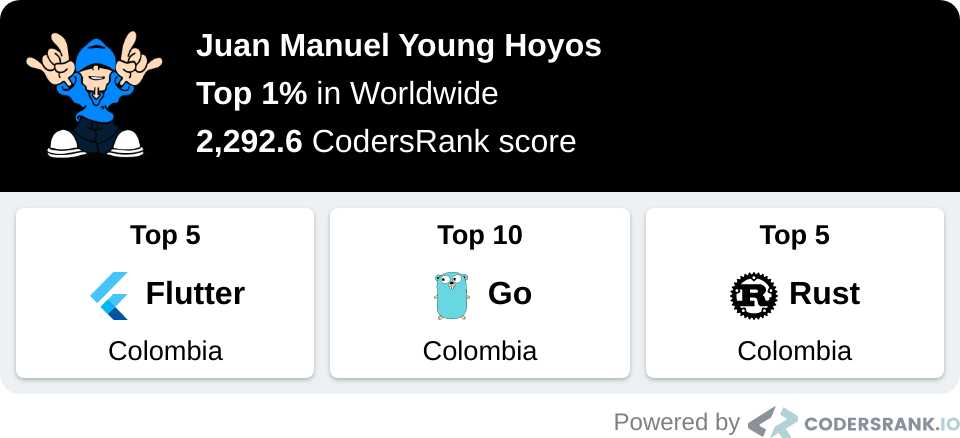 Juan Manuel Young Hoyos
Top 1% in Worldwide
2,292.6 CodersRank score
Top 5
Flutter
Colombia
Top 10
Go
Colombia
Top 5
R Rust
Colombia
Powered by CODERSRANK.IO